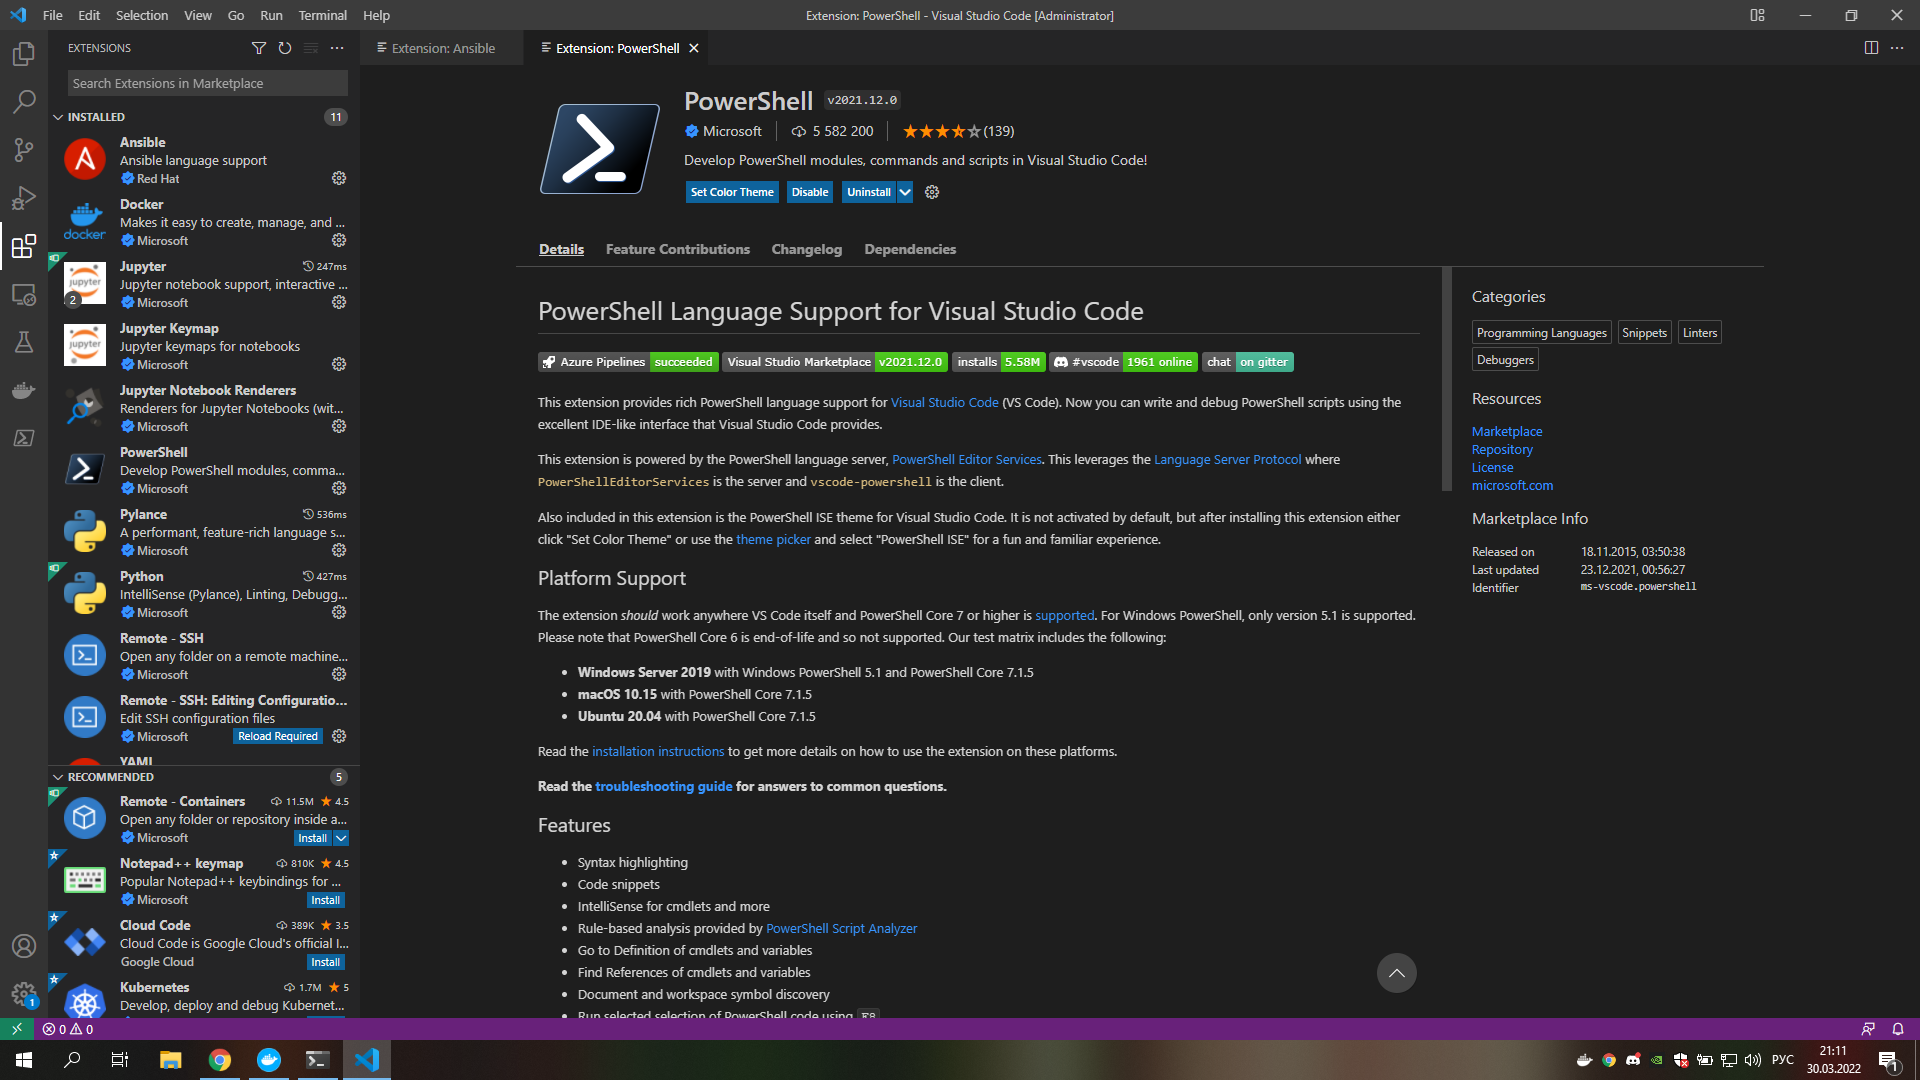 File Edit Selection View Go Run Terminal Help
Extension: PowerShell - Visual Studio Code [Administrator]
EXTENSIONS
Search Extensions in Marketplace
INSTALLED 11
Ansible
Ansible language support
Red Hat
Docker
Makes it easy to create, manage, and ...
Microsoft
Jupyter 247ms
Jupyter notebook support, interactive ...
Microsoft
2
Jupyter Keymap
Jupyter keymaps for notebooks
Microsoft
Jupyter Notebook Renderers
Renderers for Jupyter Notebooks (wit...
Microsoft
PowerShell
Develop PowerShell modules, comma...
Microsoft
Pylance 536ms
A performant, feature-rich language s...
Microsoft
Python 427ms
IntelliSense (Pylance), Linting, Debugg...
Microsoft
Remote - SSH
Open any folder on a remote machine...
Microsoft
Remote - SSH: Editing Configuratio...
Edit SSH configuration files
Microsoft Reload Required
YAML
RECOMMENDED 5
Remote - Containers 11.5M 4.5
Open any folder or repository inside a...
Microsoft Install
Notepad++ keymap 810K 4.5
Popular Notepad++ keybindings for ...
Microsoft Install
Cloud Code 389K 3.5
Cloud Code is Google Cloud's official I...
Google Cloud Install
Kubernetes 1.7M 5
Develop, deploy and debug Kubernet...
Extension: Ansible
Extension: PowerShell
PowerShell v2021.12.0
Microsoft 5 582 200 (139)
Develop PowerShell modules, commands and scripts in Visual Studio Code!
Set Color Theme Disable Uninstall
Details Feature Contributions Changelog Dependencies
PowerShell Language Support for Visual Studio Code
Azure Pipelines succeeded Visual Studio Marketplace v2021.12.0 installs 5.58M #vscode 1961 online chat on gitter
This extension provides rich PowerShell language support for Visual Studio Code (VS Code). Now you can write and debug PowerShell scripts using the
excellent IDE-like interface that Visual Studio Code provides.
This extension is powered by the PowerShell language server, PowerShell Editor Services. This leverages the Language Server Protocol where
PowerShellEditorServices is the server and vscode-powershell is the client.
Also included in this extension is the PowerShell ISE theme for Visual Studio Code. It is not activated by default, but after installing this extension either
click "Set Color Theme" or use the theme picker and select "PowerShell ISE" for a fun and familiar experience.
Platform Support
The extension should work anywhere VS Code itself and PowerShell Core 7 or higher is supported. For Windows PowerShell, only version 5.1 is supported.
Please note that PowerShell Core 6 is end-of-life and so not supported. Our test matrix includes the following:
• Windows Server 2019 with Windows PowerShell 5.1 and PowerShell Core 7.1.5
• macOS 10.15 with PowerShell Core 7.1.5
• Ubuntu 20.04 with PowerShell Core 7.1.5
Read the installation instructions to get more details on how to use the extension on these platforms.
Read the troubleshooting guide for answers to common questions.
Features
• Syntax highlighting
• Code snippets
• IntelliSense for cmdlets and more
• Rule-based analysis provided by PowerShell Script Analyzer
• Go to Definition of cmdlets and variables
• Find References of cmdlets and variables
• Document and workspace symbol discovery
• Run selected selection of PowerShell code using F8
Categories
Programming Languages Snippets Linters
Debuggers
Resources
Marketplace
Repository
License
microsoft.com
Marketplace Info
Released on 18.11.2015, 03:50:38
Last updated 23.12.2021, 00:56:27
Identifier ms-vscode.powershell
1
0 0
РУС
21:11
30.03.2022
1